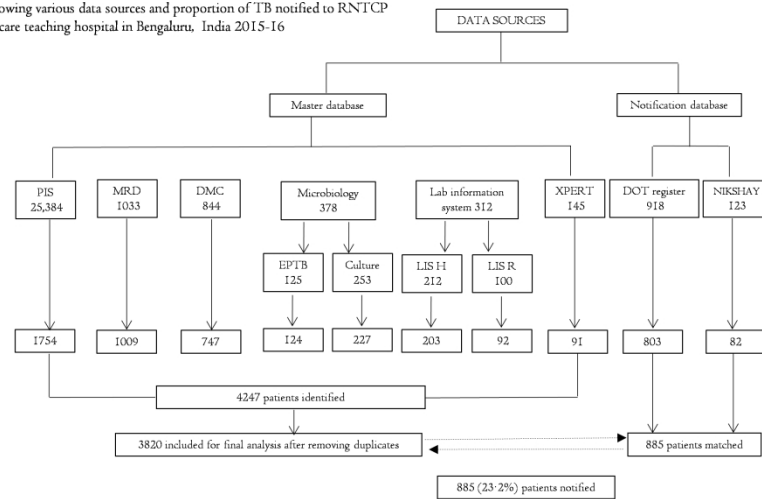 owing various data sources and proportion of TB notified to RNTCP
care teaching hospital in Bengaluru, India 2015-16
DATA SOURCES
Master database
Notification database
PIS
25,384
MRD
1033
DMC
844
Microbiology
378
Lab information
system 312
XPERT
145
DOT register
918
NIKSHAY
123
EPTB
125
Culture
253
LIS H
212
LIS R
100
1754
1009
747
124
227
203
92
91
803
82
4247 patients identified
3820 included for final analysis after removing duplicates
885 patients matched
885 (23·2%) patients notified